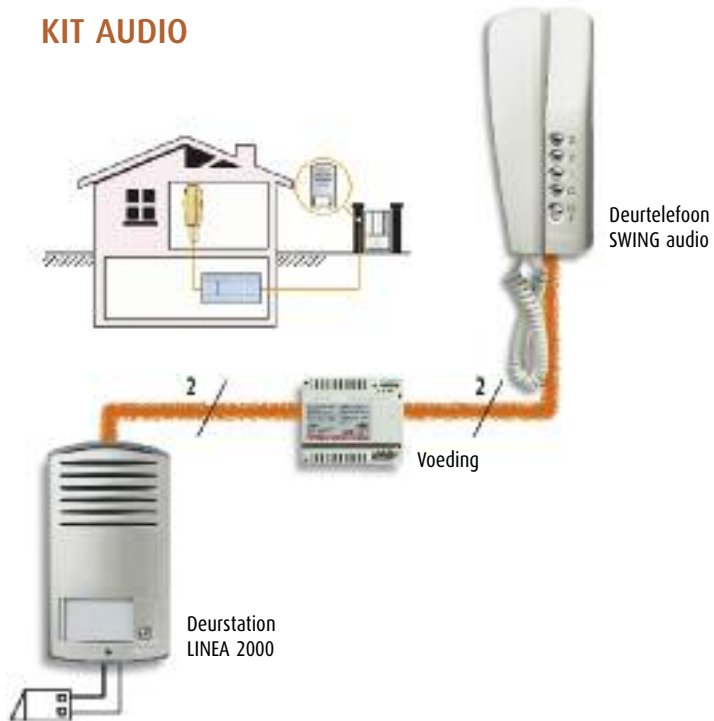 KIT AUDIO
Deurtelefoon
SWING audio
2
2
Voeding
Deurstation
LINEA 2000